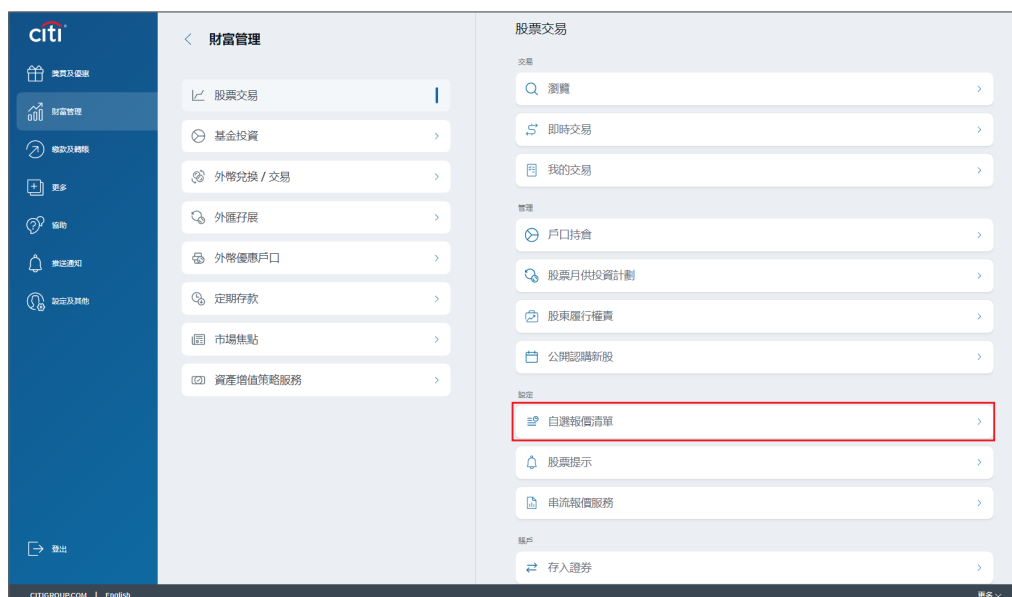 citi
獎賞及優惠
財富管理
繳款及轉賬
更多
協助
推送通知
設定及其他
登出
財富管理
股票交易
基金投資
外幣兌換 / 交易
外匯孖展
外幣優惠戶口
定期存款
市場焦點
資產增值策略服務
股票交易
交易
瀏覽
即時交易
我的交易
管理
戶口持倉
股票月供投資計劃
股東履行權責
公開認購新股
設定
自選報價清單
股票提示
串流報價服務
賬戶
存入證券
CITIGROUP.COM | English
更多